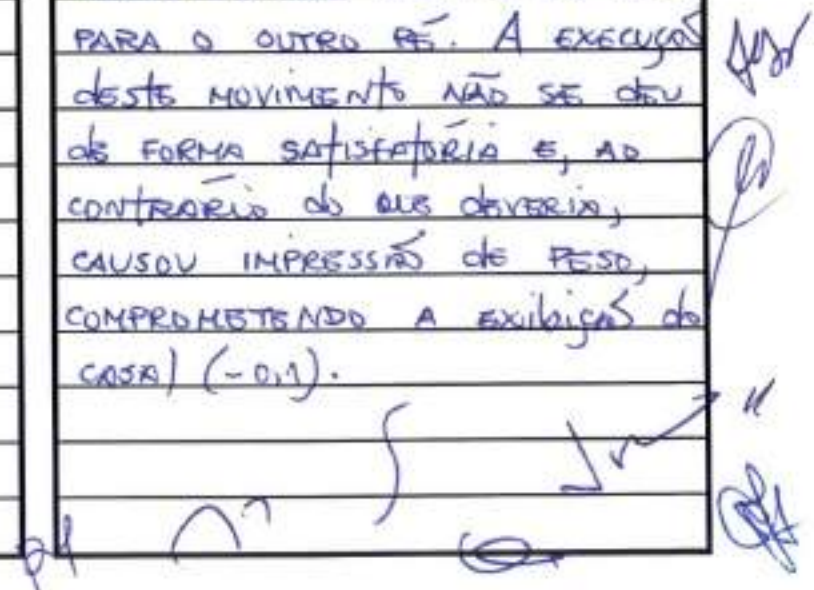 PARA O OUTRO PÉ. A EXECUÇÃO
DESTE MOVIMENTO NÃO SE DEU
DE FORMA SATISFATÓRIA E, AO
CONTRÁRIO DO QUE DEVERIA,
CAUSOU IMPRESSÃO DE PESO,
COMPROMETENDO A EXIBIÇÃO DO
CASAL (-0,1).